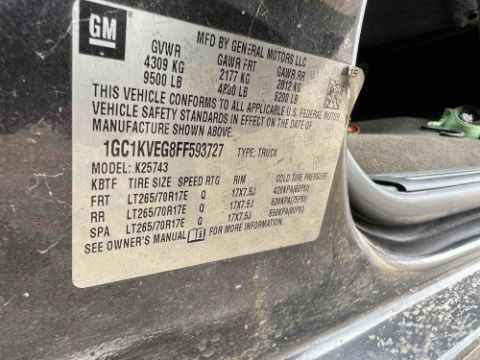 GM
MFD BY GENERAL MOTORS LLC
GVWR GAWR FRT GAWR RR
4309 KG 2177 KG 2812 KG
9500 LB 4800 LB 6200 LB
THIS VEHICLE CONFORMS TO ALL APPLICABLE U.S. FEDERAL MOTOR
VEHICLE SAFETY STANDARDS IN EFFECT ON THE DATE OF
MANUFACTURE SHOWN ABOVE.
1GC1KVEG8FF593727 TYPE: TRUCK
MODEL: K25743
KBTF TIRE SIZE SPEED RTG RIM COLD TIRE PRESSURE
FRT LT265/70R17E Q 17X7.5J 420KPA(60PSI)
RR LT265/70R17E Q 17X7.5J 520KPA(75PSI)
SPA LT265/70R17E Q 17X7.5J 550KPA(80PSI)
SEE OWNER'S MANUAL FOR MORE INFORMATION.